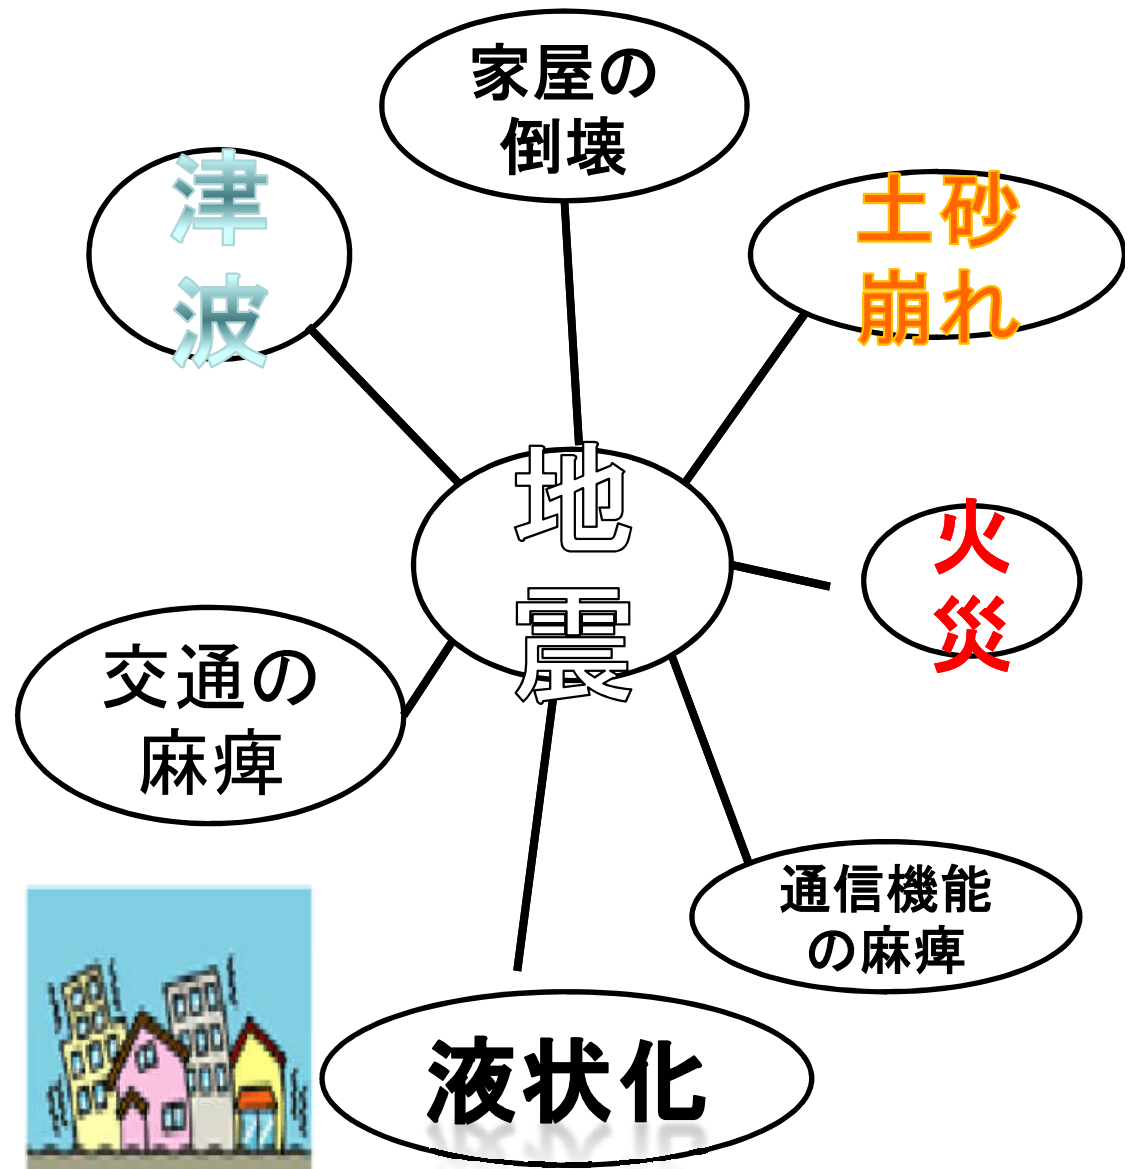 家屋の
倒壊
津
波
土砂
崩れ
地
震
火
災
交通の
麻痺
通信機能
の麻痺
液状化